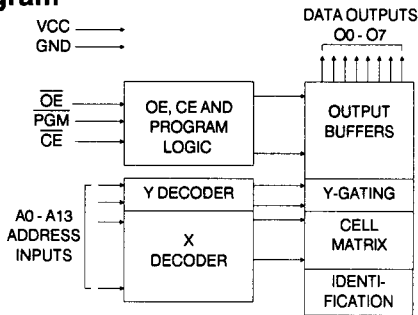 gram
DATA OUTPUTS
O0 - O7
VCC
GND
OE
PGM
CE
OE, CE AND
PROGRAM
LOGIC
OUTPUT
BUFFERS
A0 - A13
ADDRESS
INPUTS
Y DECODER
X
DECODER
Y-GATING
CELL
MATRIX
IDENTI-
FICATION